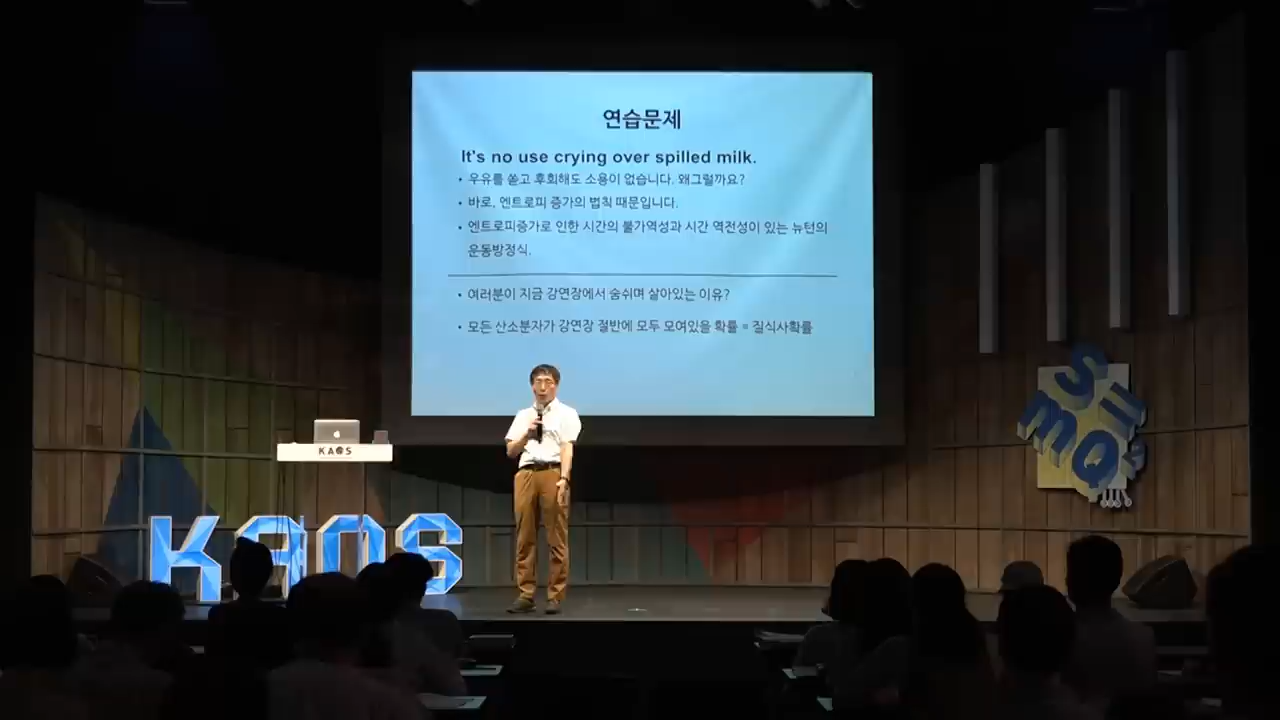 연습문제
It's no use crying over spilled milk.
• 우유를 쏟고 후회해도 소용이 없습니다. 왜그럴까요?
• 바로, 엔트로피 증가의 법칙 때문입니다.
• 엔트로피증가로 인한 시간의 불가역성과 시간 역전성이 있는 뉴턴의
운동방정식.
• 여러분이 지금 강연장에서 숨쉬며 살아있는 이유?
• 모든 산소분자가 강연장 절반에 모두 모여있을 확률 = 질식사확률
KAOS
KAOS